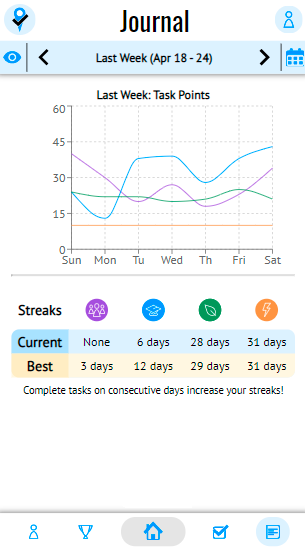 Journal
Last Week (Apr 18 - 24)
Last Week: Task Points
60
45
30
15
0
Sun Mon Tu Wed Th Fri Sat
Streaks
Current None 6 days 28 days 31 days
Best 3 days 12 days 29 days 31 days
Complete tasks on consecutive days increase your streaks!